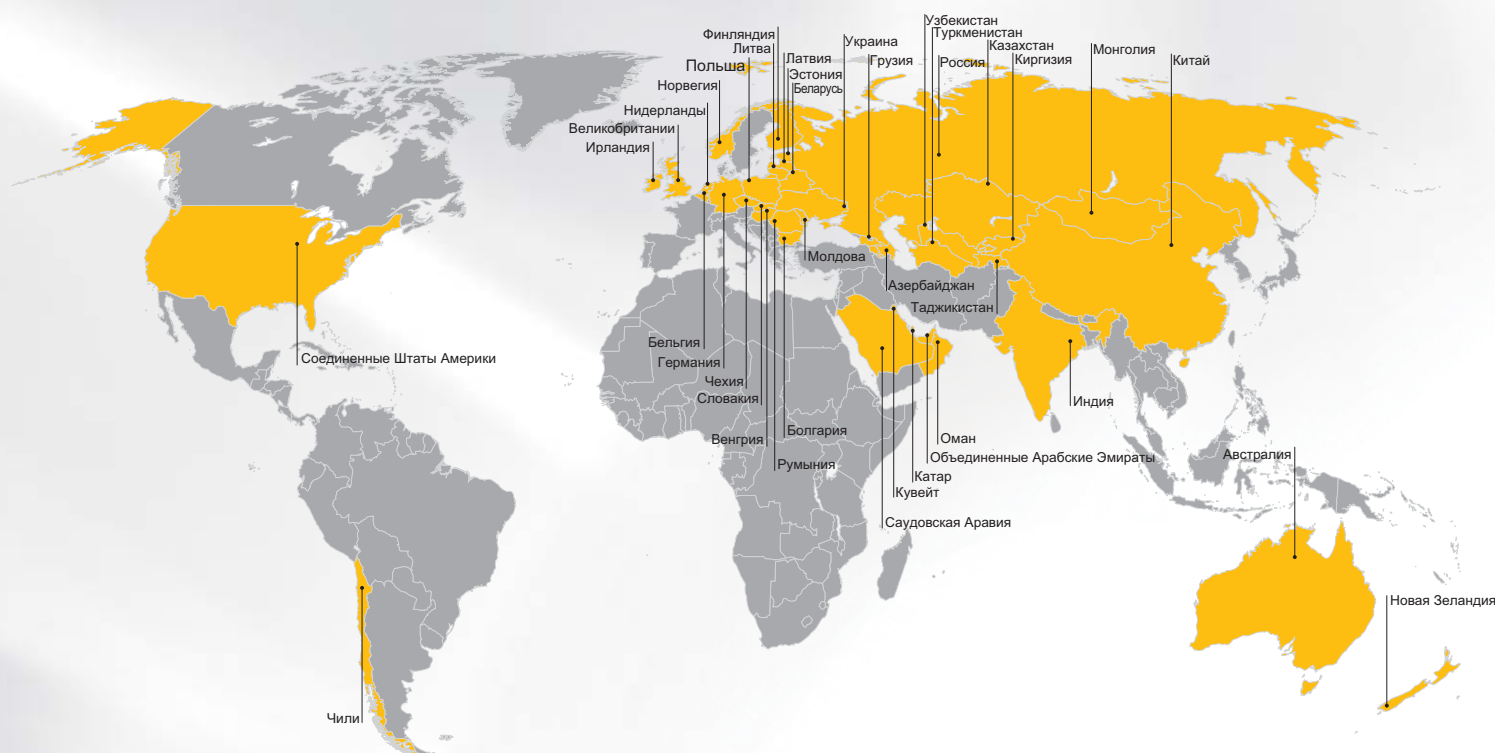 Узбекистан
Финляндия
Туркменистан
Литва
Украина
Казахстан
Монголия
Польша
Латвия
Грузия
Россия
Киргизия
Китай
Эстония
Норвегия
Беларусь
Нидерланды
Великобритании
Ирландия
Молдова
Азербайджан
Таджикистан
Бельгия
Соединенные Штаты Америки
Германия
Чехия
Словакия
Индия
Болгария
Венгрия
Оман
Объединенные Арабские Эмираты
Австралия
Румыния
Катар
Кувейт
Саудовская Аравия
Новая Зеландия
Чили